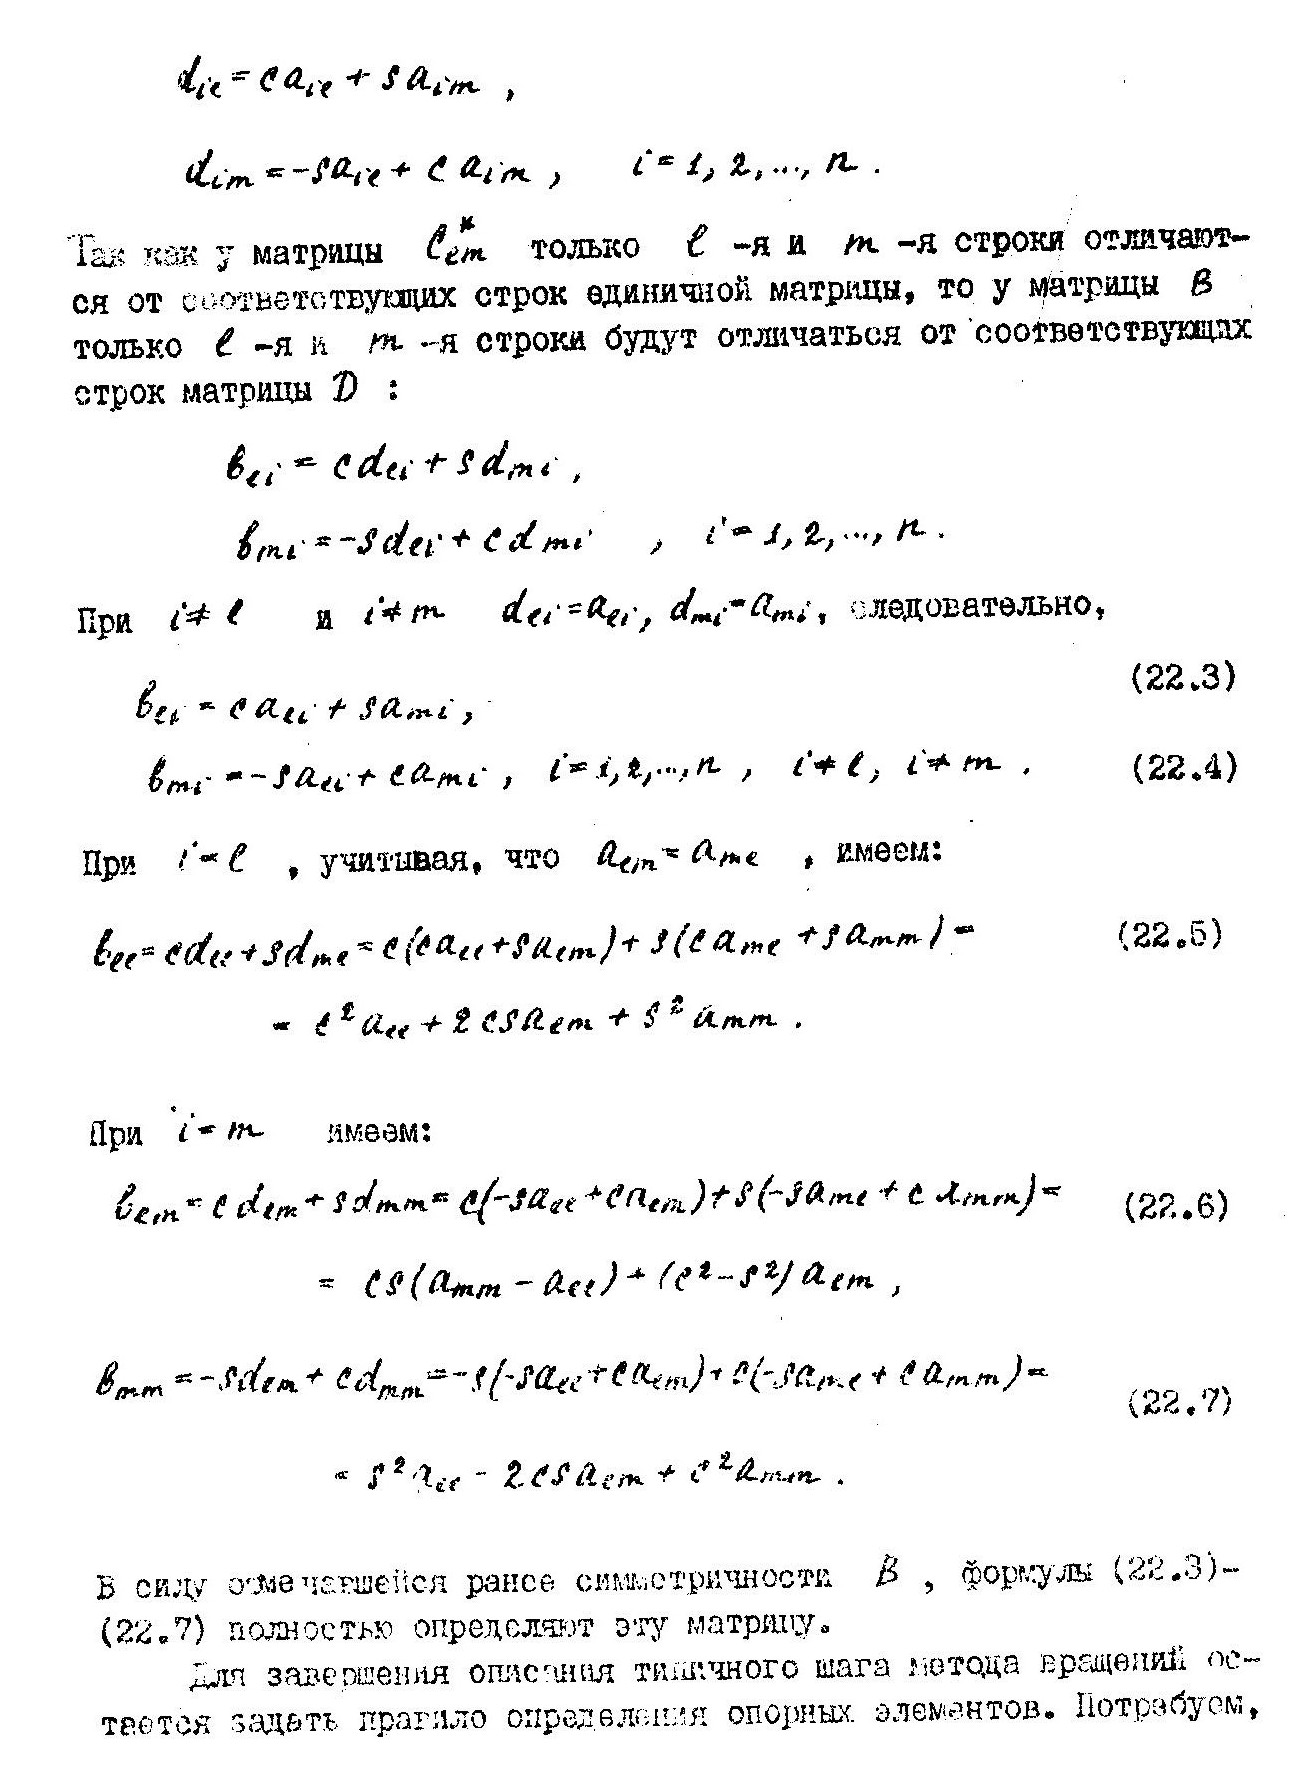 d_{iℓ} = c a_{iℓ} + s a_{im} ,
d_{im} = -s a_{iℓ} + c a_{im} , i = 1, 2, ..., n .
Так как у матрицы C*_{ℓm} только ℓ -я и m -я строки отличают-
ся от соответствующих строк единичной матрицы, то у матрицы B
только ℓ -я и m -я строки будут отличаться от соответствующих
строк матрицы D :
b_{ℓi} = c d_{ℓi} + s d_{mi} ,
b_{mi} = -s d_{ℓi} + c d_{mi} , i = 1, 2, ..., n .
При i ≠ ℓ и i ≠ m d_{ℓi} = a_{ℓi}, d_{mi} = a_{mi}, следовательно,
b_{ℓi} = c a_{ℓi} + s a_{mi} , (22.3)
b_{mi} = -s a_{ℓi} + c a_{mi} , i = 1, 2, ..., n , i ≠ ℓ, i ≠ m . (22.4)
При i = ℓ , учитывая, что a_{ℓm} = a_{mℓ} , имеем:
b_{ℓℓ} = c d_{ℓℓ} + s d_{mℓ} = c(c a_{ℓℓ} + s a_{ℓm}) + s(c a_{mℓ} + s a_{mm}) = (22.5)
= c² a_{ℓℓ} + 2 c s a_{ℓm} + s² a_{mm} .
При i = m имеем:
b_{ℓm} = c d_{ℓm} + s d_{mm} = c(-s a_{ℓℓ} + c a_{ℓm}) + s(-s a_{mℓ} + c a_{mm}) = (22.6)
= c s (a_{mm} - a_{ℓℓ}) + (c² - s²) a_{ℓm} ,
b_{mm} = -s d_{ℓm} + c d_{mm} = -s(-s a_{ℓℓ} + c a_{ℓm}) + c(-s a_{mℓ} + c a_{mm}) = (22.7)
= s² a_{ℓℓ} - 2 c s a_{ℓm} + c² a_{mm} .
В силу отмечавшейся ранее симметричности B , формулы (22.3)-
(22.7) полностью определяют эту матрицу.
Для завершения описания типичного шага метода вращений ос-
тается задать правило определения опорных элементов. Потребуем,